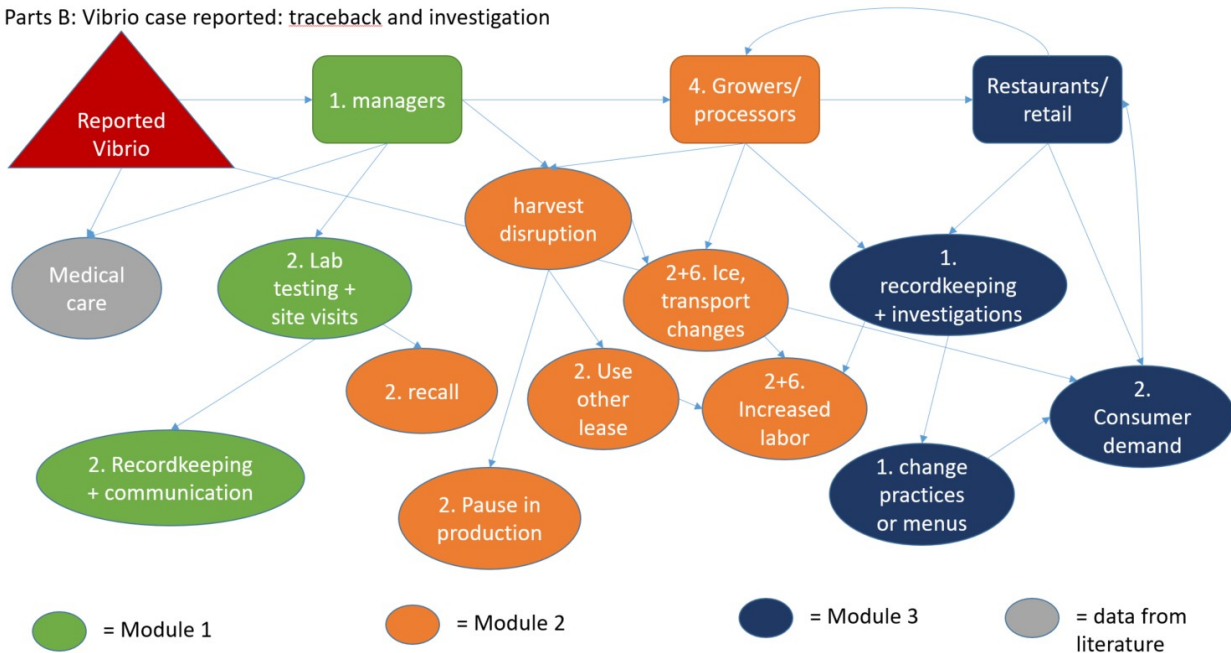 Parts B: Vibrio case reported: traceback and investigation
Reported
Vibrio
1. managers
4. Growers/
processors
Restaurants/
retail
Medical
care
2. Lab
testing +
site visits
harvest
disruption
2+6. Ice,
transport
changes
1.
recordkeeping
+ investigations
2. recall
2. Use
other
lease
2+6.
Increased
labor
2.
Consumer
demand
2. Recordkeeping
+ communication
2. Pause in
production
1. change
practices
or menus
= Module 1
= Module 2
= Module 3
= data from
literature